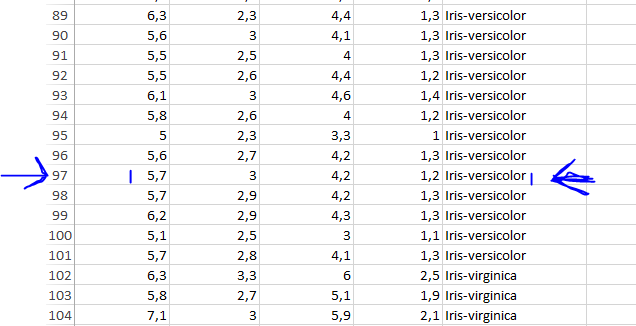 89 6,3 2,3 4,4 1,3 Iris-versicolor
90 5,6 3 4,1 1,3 Iris-versicolor
91 5,5 2,5 4 1,3 Iris-versicolor
92 5,5 2,6 4,4 1,2 Iris-versicolor
93 6,1 3 4,6 1,4 Iris-versicolor
94 5,8 2,6 4 1,2 Iris-versicolor
95 5 2,3 3,3 1 Iris-versicolor
96 5,6 2,7 4,2 1,3 Iris-versicolor
97 5,7 3 4,2 1,2 Iris-versicolor
98 5,7 2,9 4,2 1,3 Iris-versicolor
99 6,2 2,9 4,3 1,3 Iris-versicolor
100 5,1 2,5 3 1,1 Iris-versicolor
101 5,7 2,8 4,1 1,3 Iris-versicolor
102 6,3 3,3 6 2,5 Iris-virginica
103 5,8 2,7 5,1 1,9 Iris-virginica
104 7,1 3 5,9 2,1 Iris-virginica